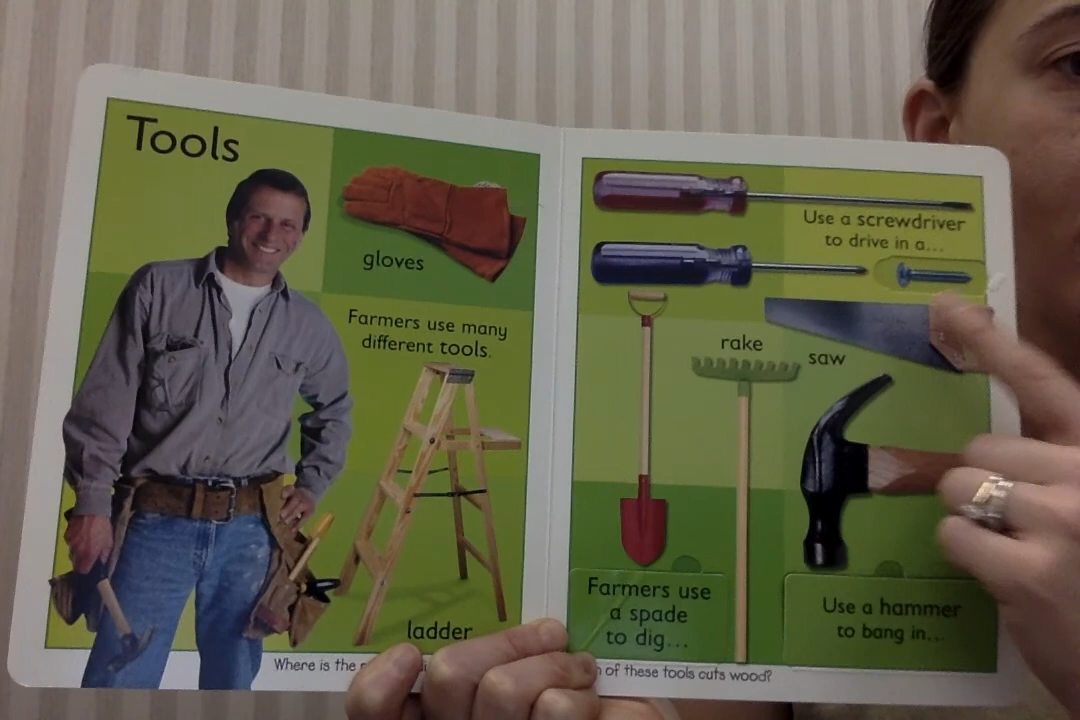 Tools
gloves
Farmers use many
different tools.
ladder
Where is the
Use a screwdriver
to drive in a...
rake
saw
Farmers use
a spade
to dig...
Use a hammer
to bang in...
of these tools cuts wood?